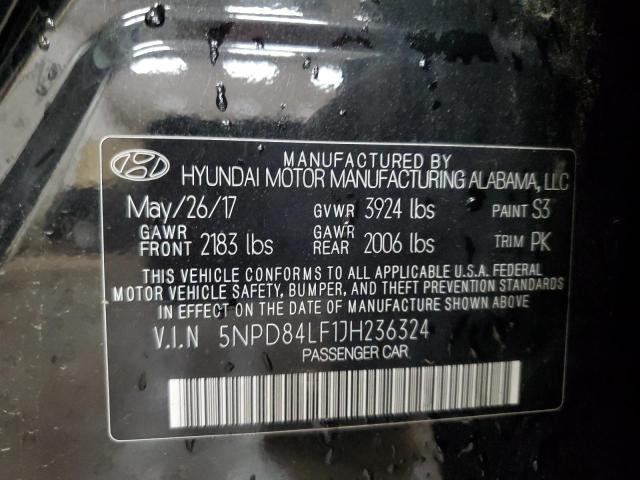 MANUFACTURED BY
HYUNDAI MOTOR MANUFACTURING ALABAMA, LLC
May/26/17 GVWR 3924 lbs PAINT S3
GAWR FRONT 2183 lbs GAWR REAR 2006 lbs TRIM PK
THIS VEHICLE CONFORMS TO ALL APPLICABLE U.S.A. FEDERAL
MOTOR VEHICLE SAFETY, BUMPER, AND THEFT PREVENTION STANDARDS
IN EFFECT ON THE DATE OF MANUFACTURE SHOWN ABOVE.
V.I.N 5NPD84LF1JH236324
PASSENGER CAR